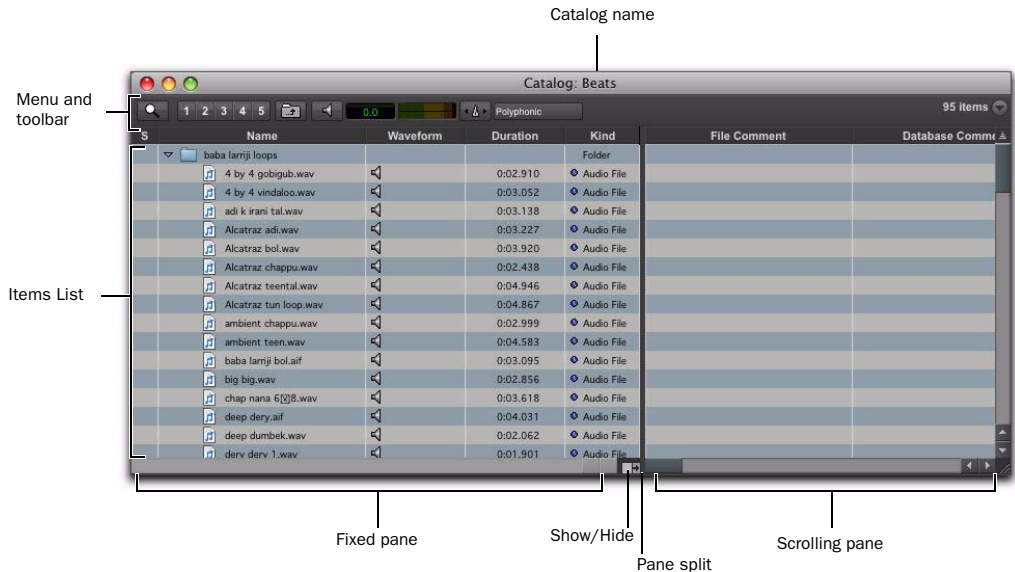 Catalog name
Catalog: Beats
Menu and
toolbar
1 2 3 4 5 0.0 Polyphonic 95 items
S Name Waveform Duration Kind File Comment Database Comme
baba larriji loops Folder
4 by 4 gobigub.wav 0:02.910 Audio File
4 by 4 vindaloo.wav 0:03.052 Audio File
adi k irani tal.wav 0:03.138 Audio File
Alcatraz adi.wav 0:03.227 Audio File
Alcatraz bol.wav 0:03.920 Audio File
Alcatraz chappu.wav 0:02.438 Audio File
Alcatraz teental.wav 0:04.946 Audio File
Items List
Alcatraz tun loop.wav 0:04.867 Audio File
ambient chappu.wav 0:02.999 Audio File
ambient teen.wav 0:04.583 Audio File
baba larriji bol.aif 0:03.095 Audio File
big big.wav 0:02.856 Audio File
chap nana 6 8.wav 0:03.618 Audio File
deep dery.aif 0:04.031 Audio File
deep dumbek.wav 0:02.062 Audio File
dery dery 1.wav 0:01.901 Audio File
Fixed pane
Show/Hide
Pane split
Scrolling pane